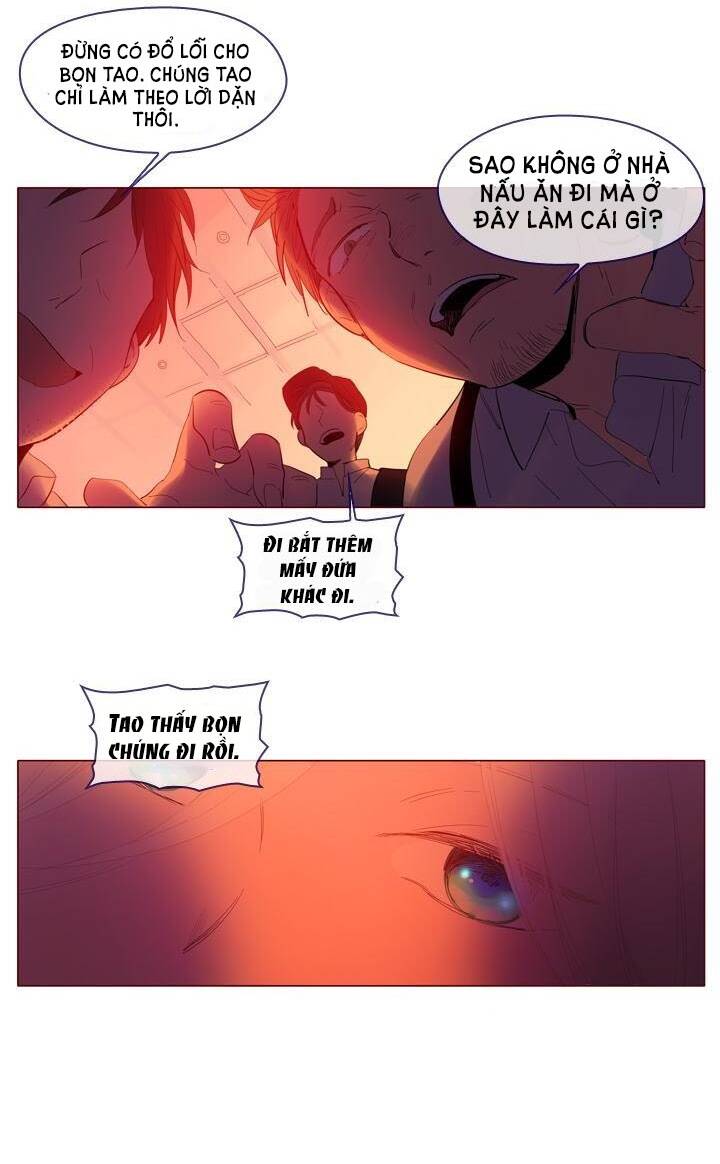 ĐỪNG CÓ ĐỔ LỖI CHO
BỌN TAO. CHÚNG TAO
CHỈ LÀM THEO LỜI DẶN
THÔI.
SAO KHÔNG Ở NHÀ
NẤU ĂN ĐI MÀ Ở
ĐÂY LÀM CÁI GÌ?
ĐI BẮT THÊM
MẤY ĐỨA
KHÁC ĐI.
TAO THẤY BỌN
CHÚNG ĐI RỒI.